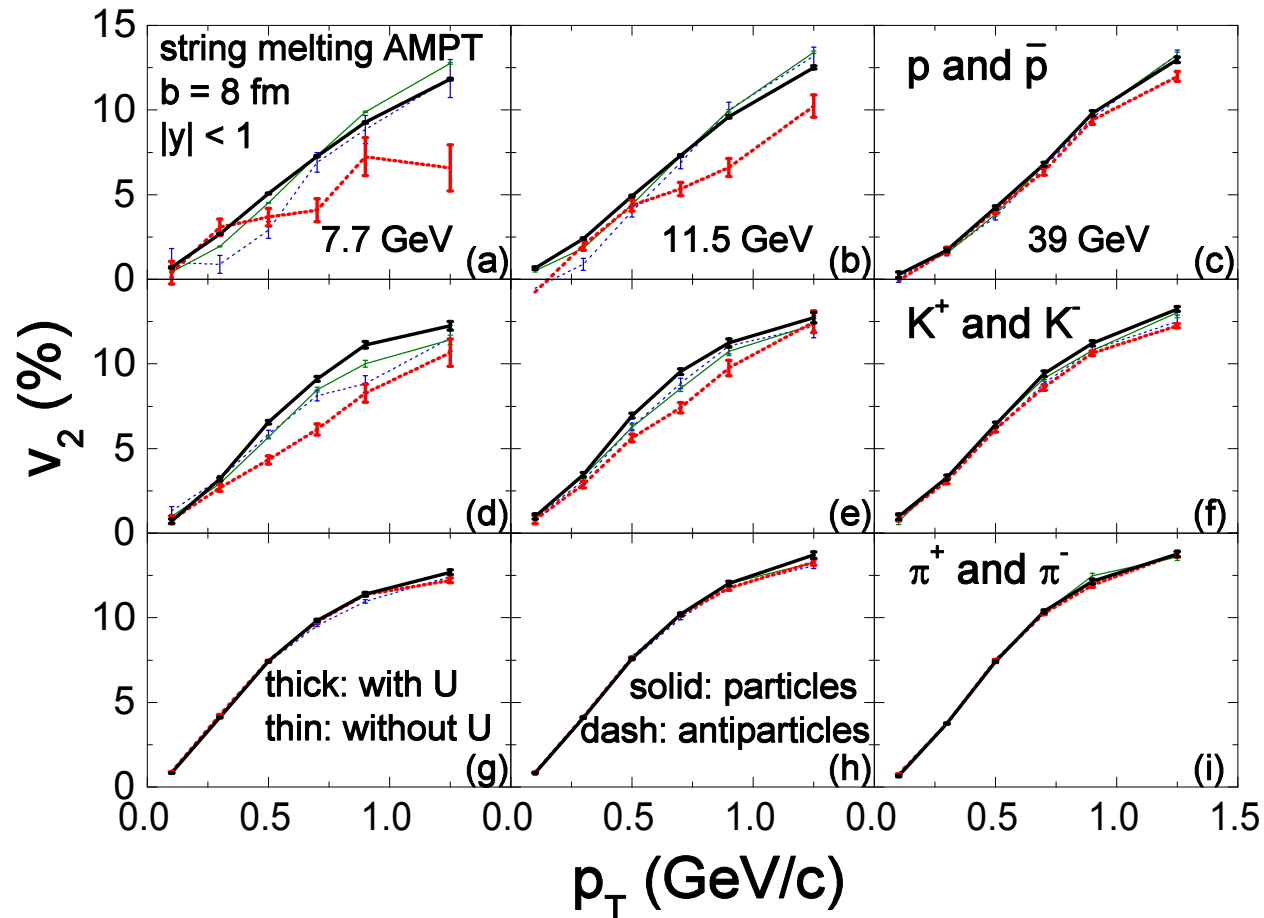 15
10
5
0
string melting AMPT
b = 8 fm
|y| < 1
7.7 GeV
(a)
11.5 GeV
(b)
p and p̄
39 GeV
(c)
10
5
0
(d)
(e)
K⁺ and K⁻
(f)
10
5
0
thick: with U
thin: without U
(g)
solid: particles
dash: antiparticles
(h)
π⁺ and π⁻
(i)
0.0 0.5 1.0 0.0 0.5 1.0 0.0 0.5 1.0 1.5
v₂ (%)
p_T (GeV/c)